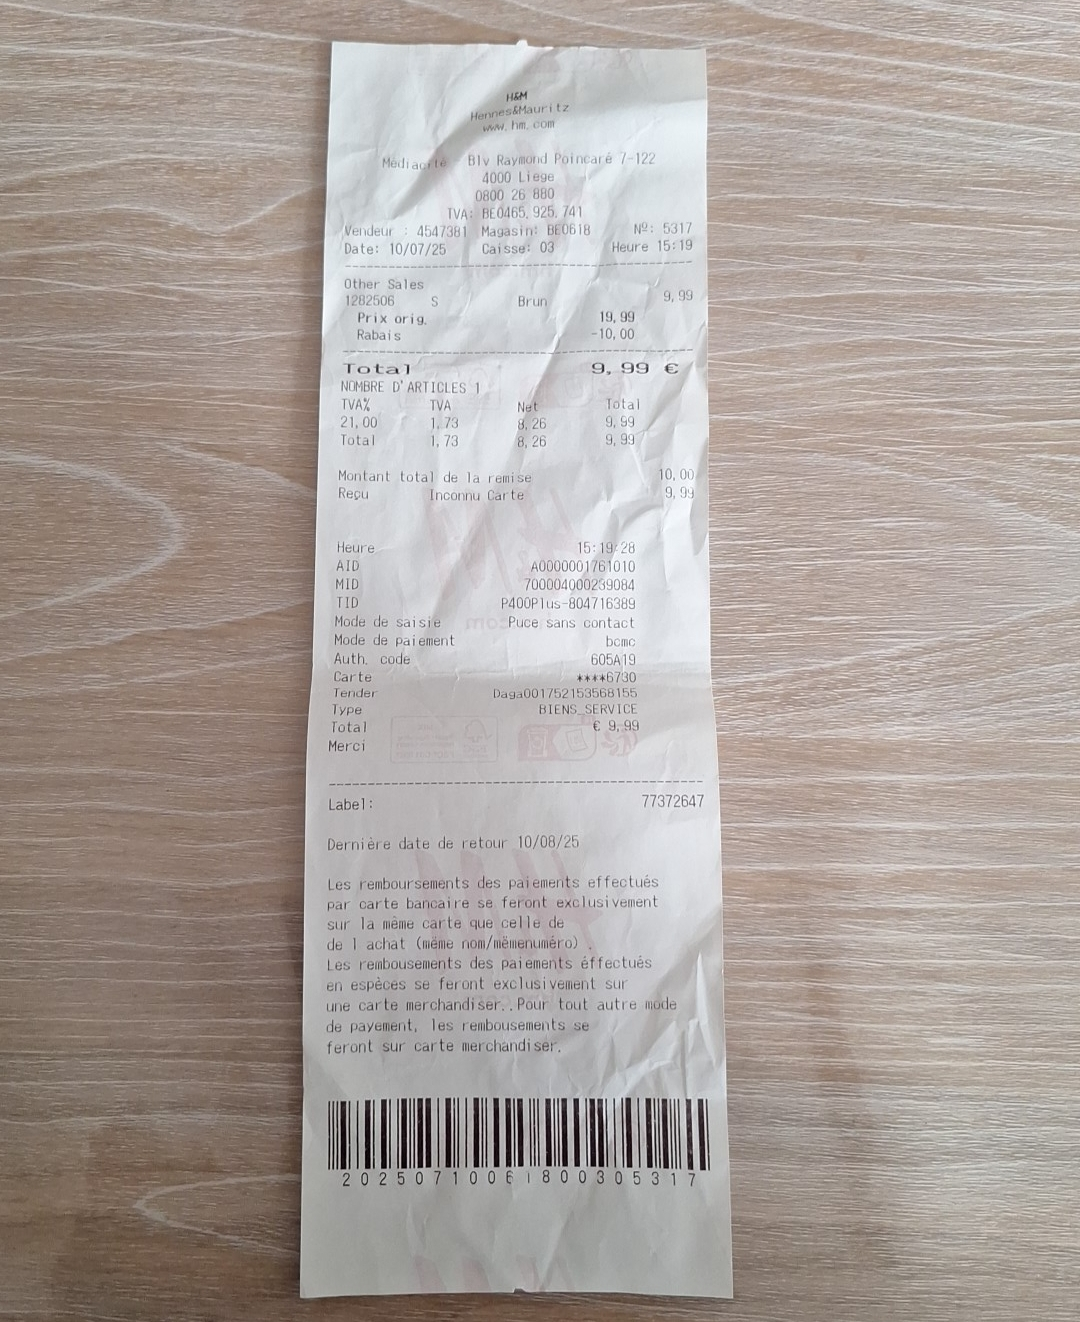 H&M
Hennes&Mauritz
www.hm.com
Médiacité - Blv Raymond Poincaré 7-122
4000 Liege
0800 26 880
TVA: BE0465.925.741
Vendeur : 4547381 Magasin: BE0618 Nº: 5317
Date: 10/07/25 Caisse: 03 Heure 15:19
Other Sales
1282506 S Brun 9,99
Prix orig. 19,99
Rabais -10,00
Total 9,99 €
NOMBRE D'ARTICLES 1
TVA% TVA Net Total
21,00 1,73 8,26 9,99
Total 1,73 8,26 9,99
Montant total de la remise 10,00
Reçu Inconnu Carte 9,99
Heure 15:19:28
AID A0000001761010
MID 700004000239084
TID P400Plus-804716389
Mode de saisie Puce sans contact
Mode de paiement bcmc
Auth. code 605A19
Carte ****6730
Tender Daga001752153568155
Type BIENS_SERVICE
Total € 9,99
Merci
Label: 77372647
Dernière date de retour 10/08/25
Les remboursements des paiements effectués
par carte bancaire se feront exclusivement
sur la même carte que celle de
de l achat (même nom/mêmenuméro) .
Les rembousements des paiements éffectués
en espèces se feront exclusivement sur
une carte merchandiser..Pour tout autre mode
de payement, les rembousements se
feront sur carte merchandiser.
20250710061800305317